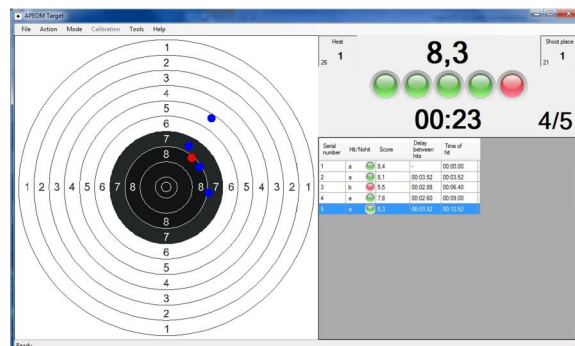 APEOM Target
File Action Mode Calibration Tools Help
Heat
1
26
8,3
Shoot place
1
21
00:23
4/5
Serial number Hit/Noht Score Delay between hits Time of hit
1 a 8,4 - 00:00.00
2 a 8,1 00:03.52 00:03.52
3 b 5,5 00:02.88 00:06.40
4 a 7,8 00:02.60 00:09.00
5 a 8,3 00:03.52 00:12.52
1
2
3
4
5
6
7
8
1 2 3 4 5 6 7 8 8 7 6 5 4 3 2 1
8
7
6
5
4
3
2
1
Ready